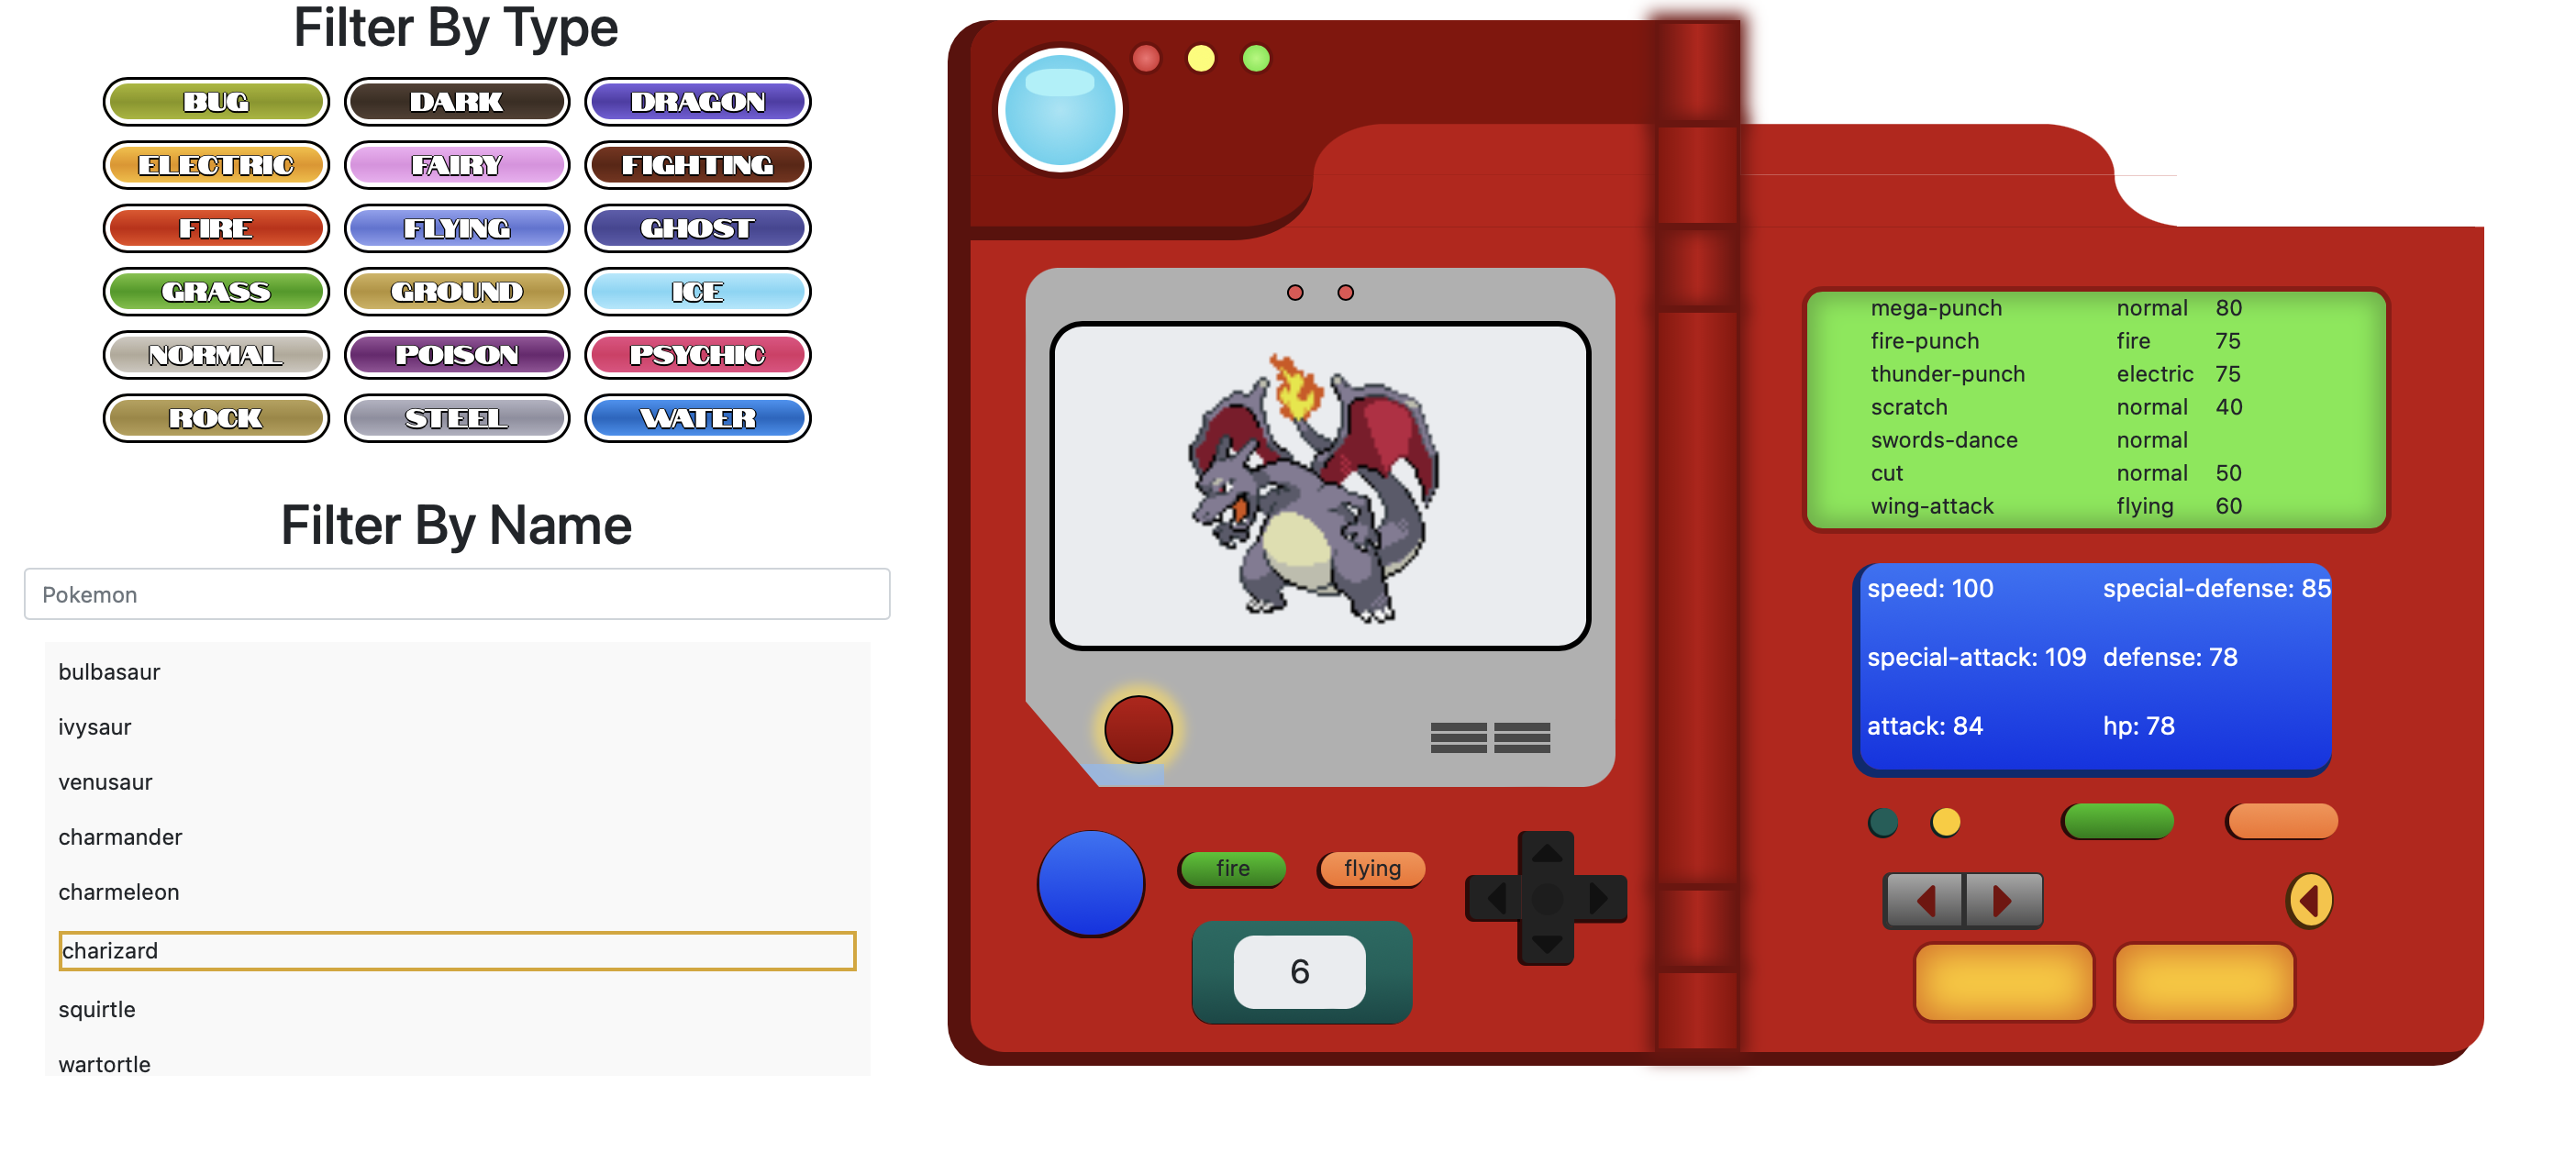 Filter By Type
BUG DARK DRAGON
ELECTRIC FAIRY FIGHTING
FIRE FLYING GHOST
GRASS GROUND ICE
NORMAL POISON PSYCHIC
ROCK STEEL WATER
Filter By Name
Pokemon
bulbasaur
ivysaur
venusaur
charmander
charmeleon
charizard
squirtle
wartortle
fire flying
6
mega-punch normal 80
fire-punch fire 75
thunder-punch electric 75
scratch normal 40
swords-dance normal
cut normal 50
wing-attack flying 60
speed: 100 special-defense: 85
special-attack: 109 defense: 78
attack: 84 hp: 78